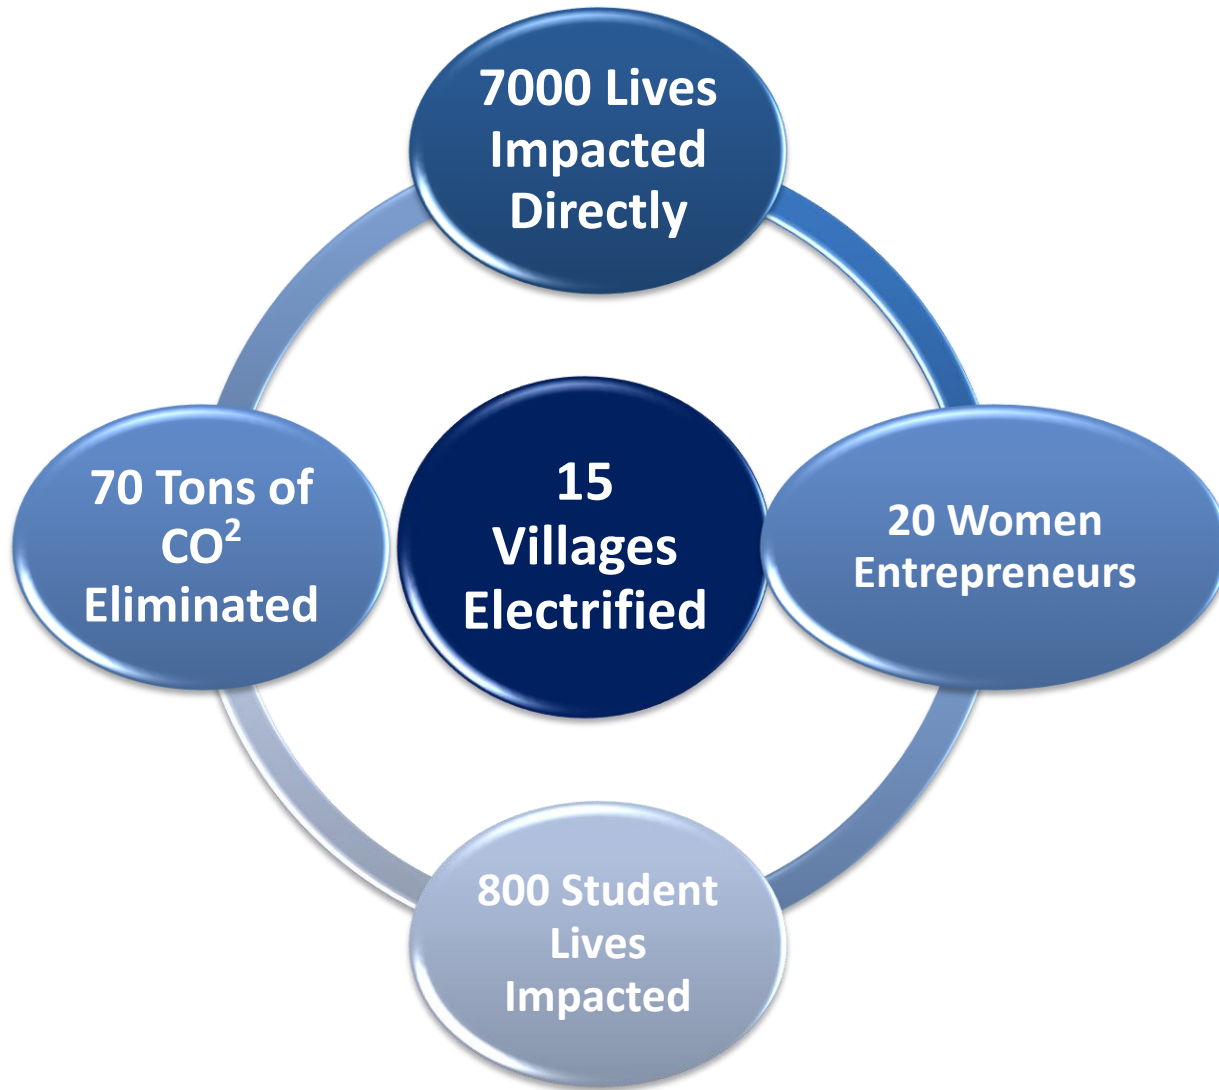 7000 Lives
Impacted
Directly
70 Tons of
CO²
Eliminated
15
Villages
Electrified
20 Women
Entrepreneurs
800 Student
Lives
Impacted